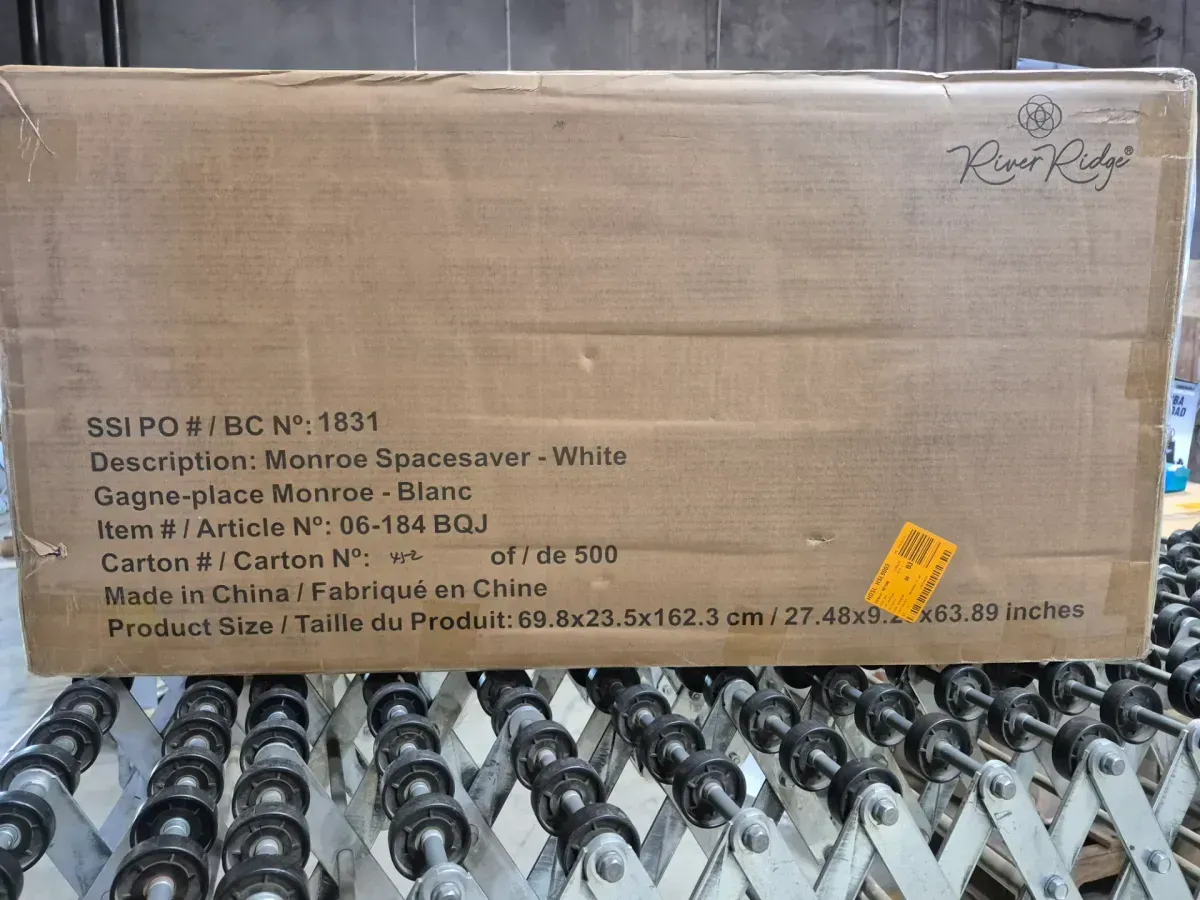 River Ridge®
SSI PO # / BC Nº: 1831
Description: Monroe Spacesaver - White
Gagne-place Monroe - Blanc
Item # / Article Nº: 06-184 BQJ
Carton # / Carton Nº: of / de 500
Made in China / Fabriqué en Chine
Product Size / Taille du Produit: 69.8x23.5x162.3 cm / 27.48x9. x63.89 inches